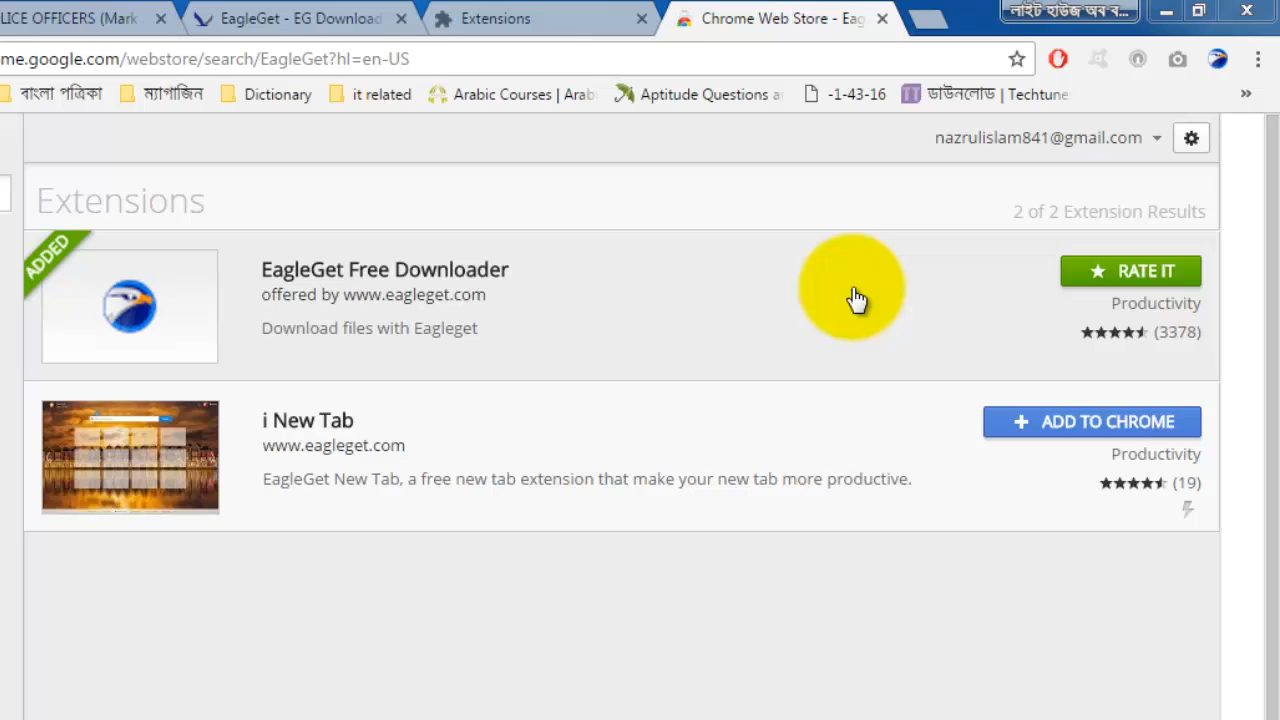 LICE OFFICERS (Mark
EagleGet - EG Download
Extensions
Chrome Web Store - Eag
লাইট হাউজ অব ব...
me.google.com/webstore/search/EagleGet?hl=en-US
বাংলা পত্রিকা
ম্যাগাজিন
Dictionary
it related
Arabic Courses | Arab
Aptitude Questions a
-1-43-16
ডাউনলোড | Techtune
»
nazrulislam841@gmail.com
Extensions
2 of 2 Extension Results
ADDED
EagleGet Free Downloader
RATE IT
offered by www.eagleget.com
Productivity
Download files with Eagleget
(3378)
i New Tab
ADD TO CHROME
www.eagleget.com
Productivity
EagleGet New Tab, a free new tab extension that make your new tab more productive.
(19)